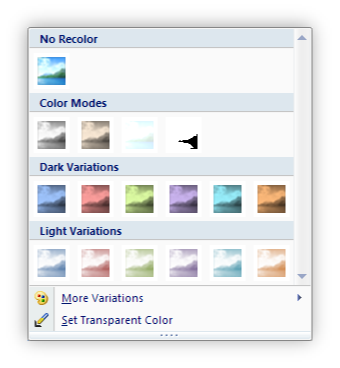 No Recolor
Color Modes
Dark Variations
Light Variations
More Variations
Set Transparent Color